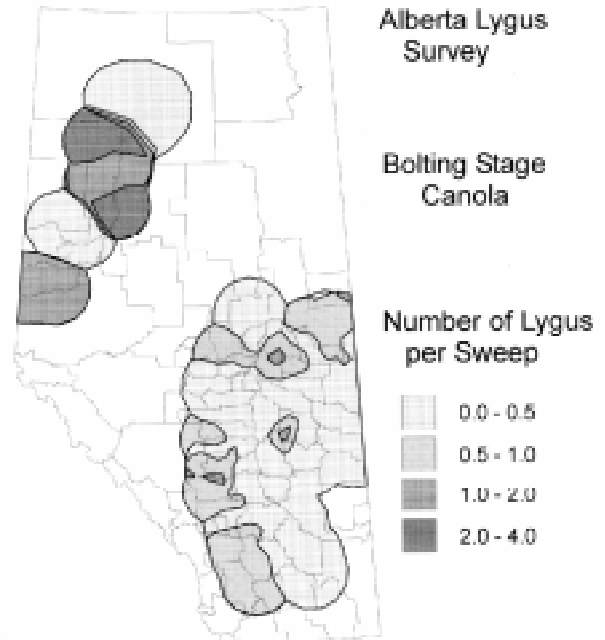 Alberta Lygus
Survey
Bolting Stage
Canola
Number of Lygus
per Sweep
0.0 - 0.5
0.5 - 1.0
1.0 - 2.0
2.0 - 4.0